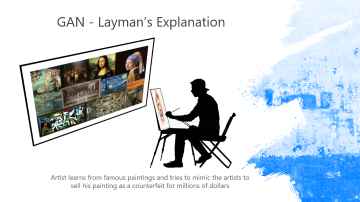 GAN - Layman's Explanation
Artist learns from famous paintings and tries to mimic the artists to
sell his painting as a counterfeit for millions of dollars